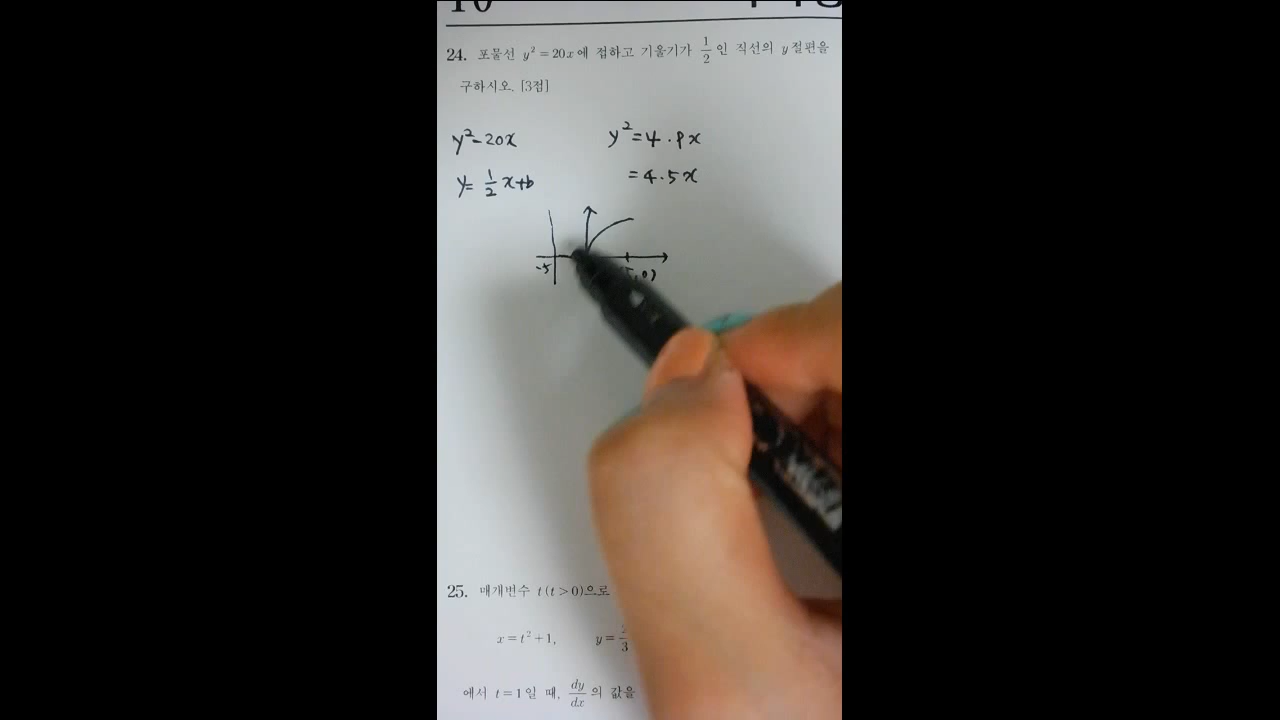 24. 포물선 y² = 20x에 접하고 기울기가 1/2 인 직선의 y절편을
구하시오. [3점]
y²=20x
y²=4·px
y=1/2x+b
=4·5x
-5
,0)
25. 매개변수 t(t>0)으로
x=t²+1, y=
3
에서 t=1일 때, dy/dx 의 값을